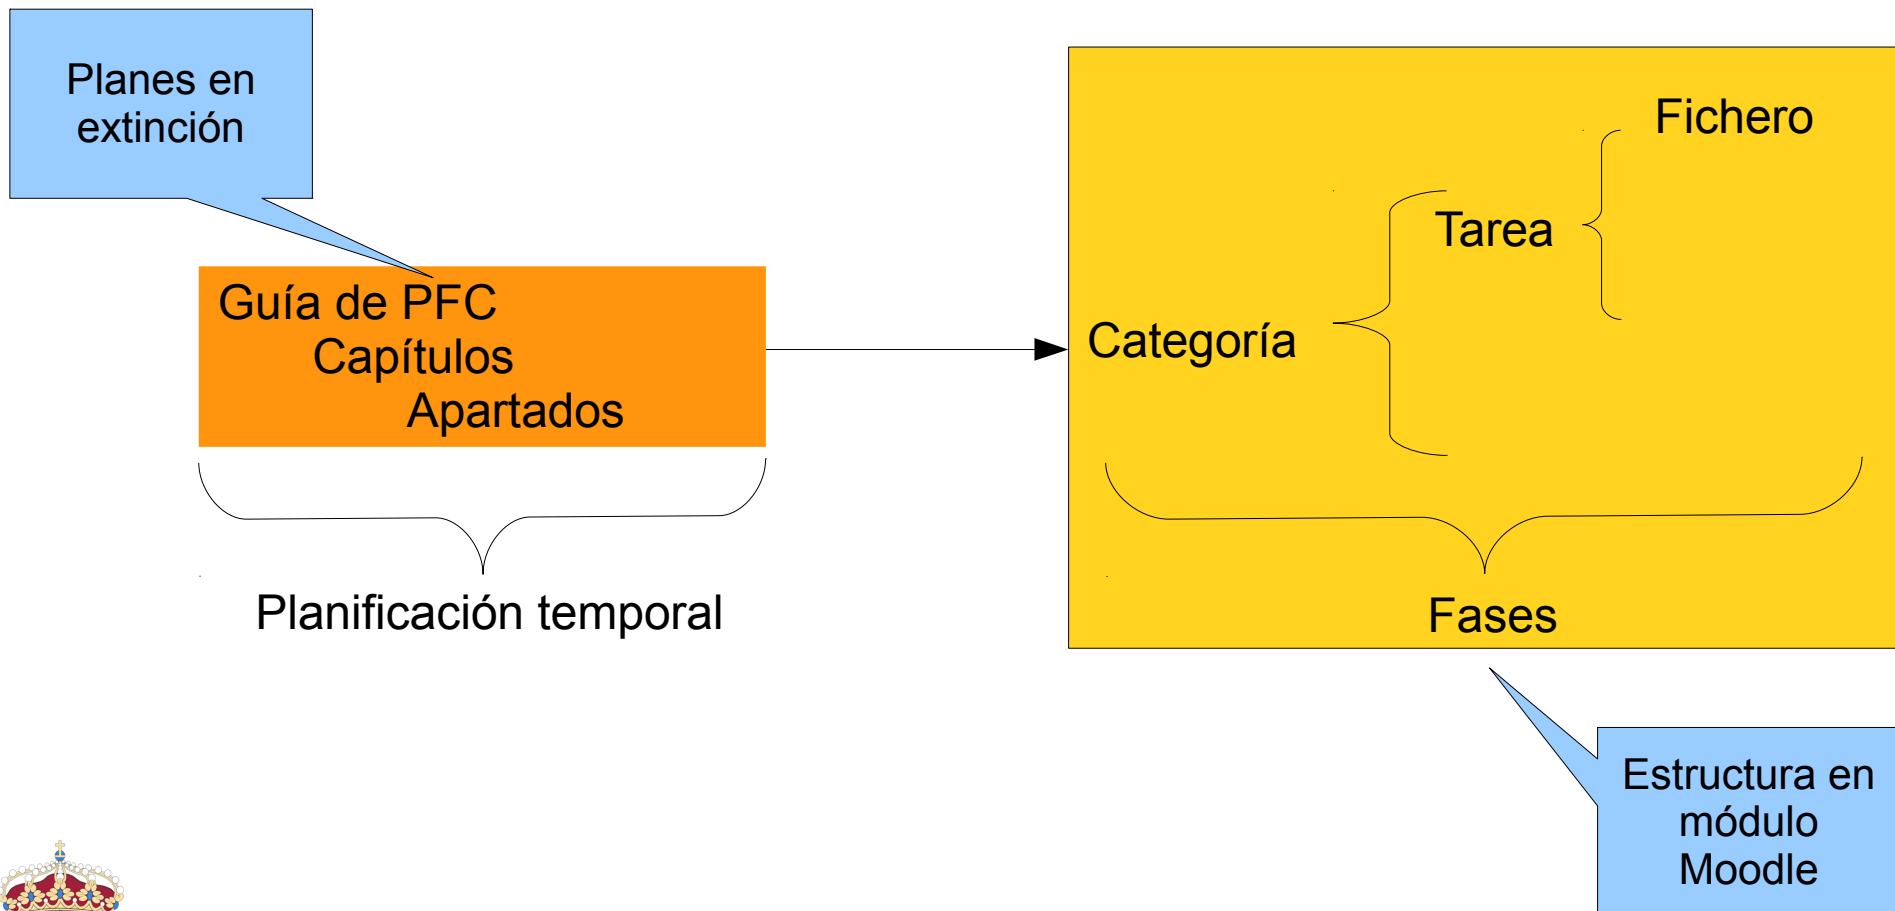 Planes en
extinción
Guía de PFC
Capítulos
Apartados
Planificación temporal
Fichero
Tarea
Categoría
Fases
Estructura en
módulo
Moodle